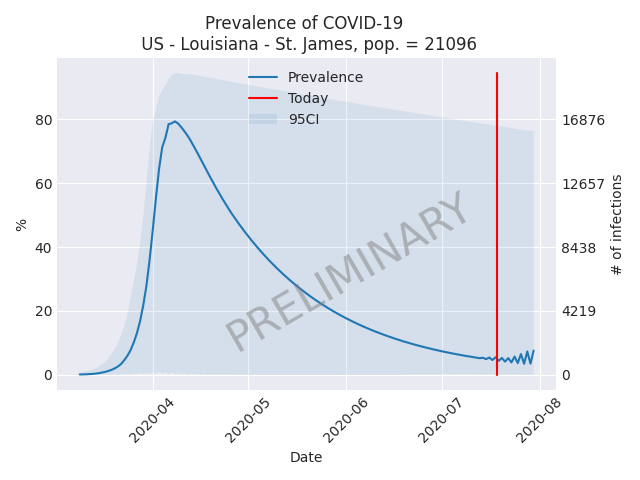 Prevalence of COVID-19
US - Louisiana - St. James, pop. = 21096
Prevalence
Today
95CI
80
60
40
20
0
%
16876
12657
8438
4219
0
# of infections
PRELIMINARY
2020-04
2020-05
2020-06
2020-07
2020-08
Date